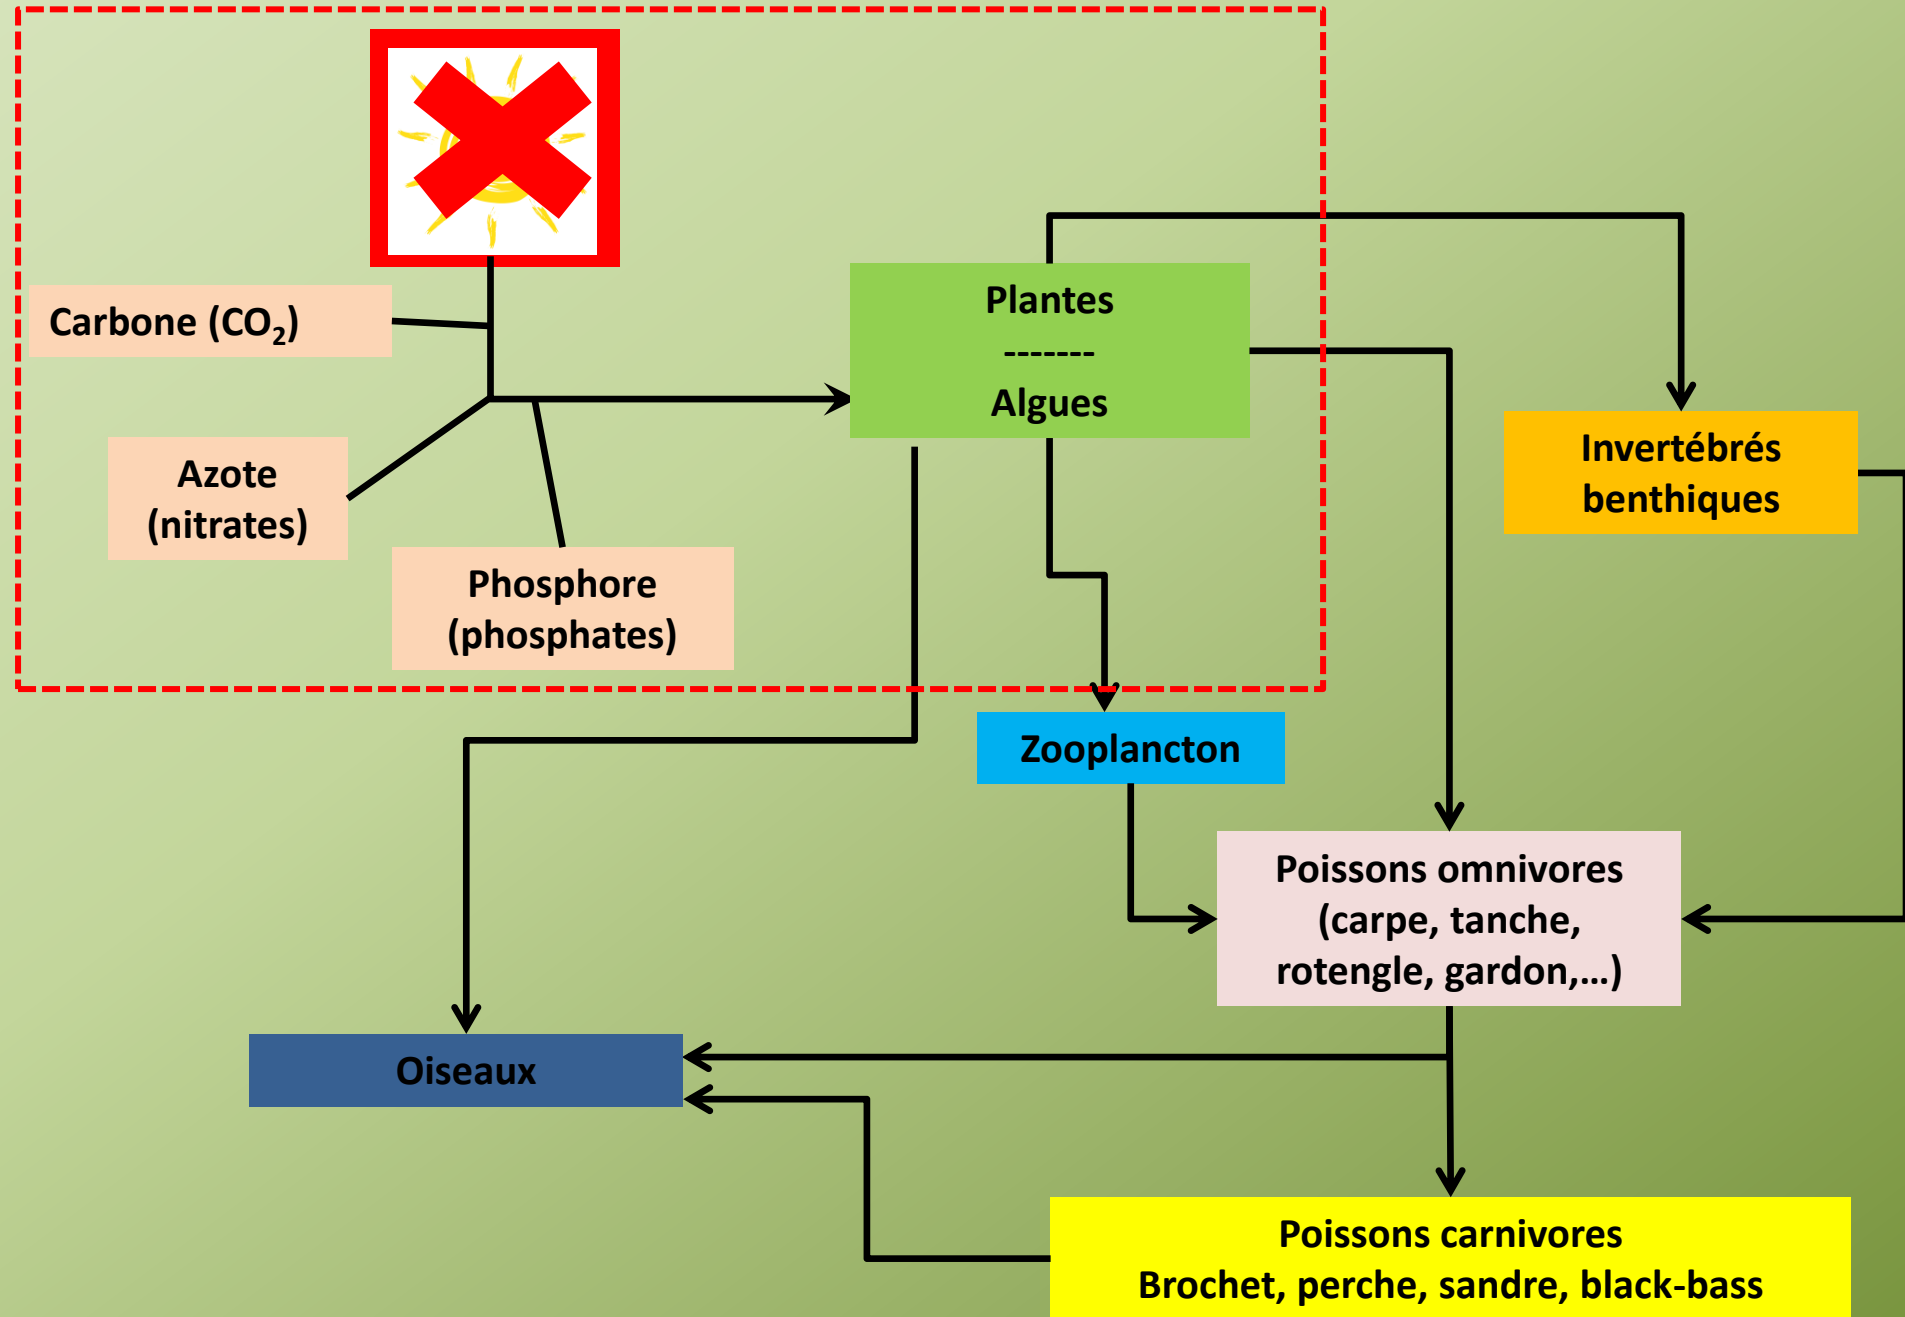 Carbone (CO₂)
Plantes
-------
Algues
Azote
(nitrates)
Phosphore
(phosphates)
Invertébrés
benthiques
Zooplancton
Poissons omnivores
(carpe, tanche,
rotengle, gardon,...)
Oiseaux
Poissons carnivores
Brochet, perche, sandre, black-bass